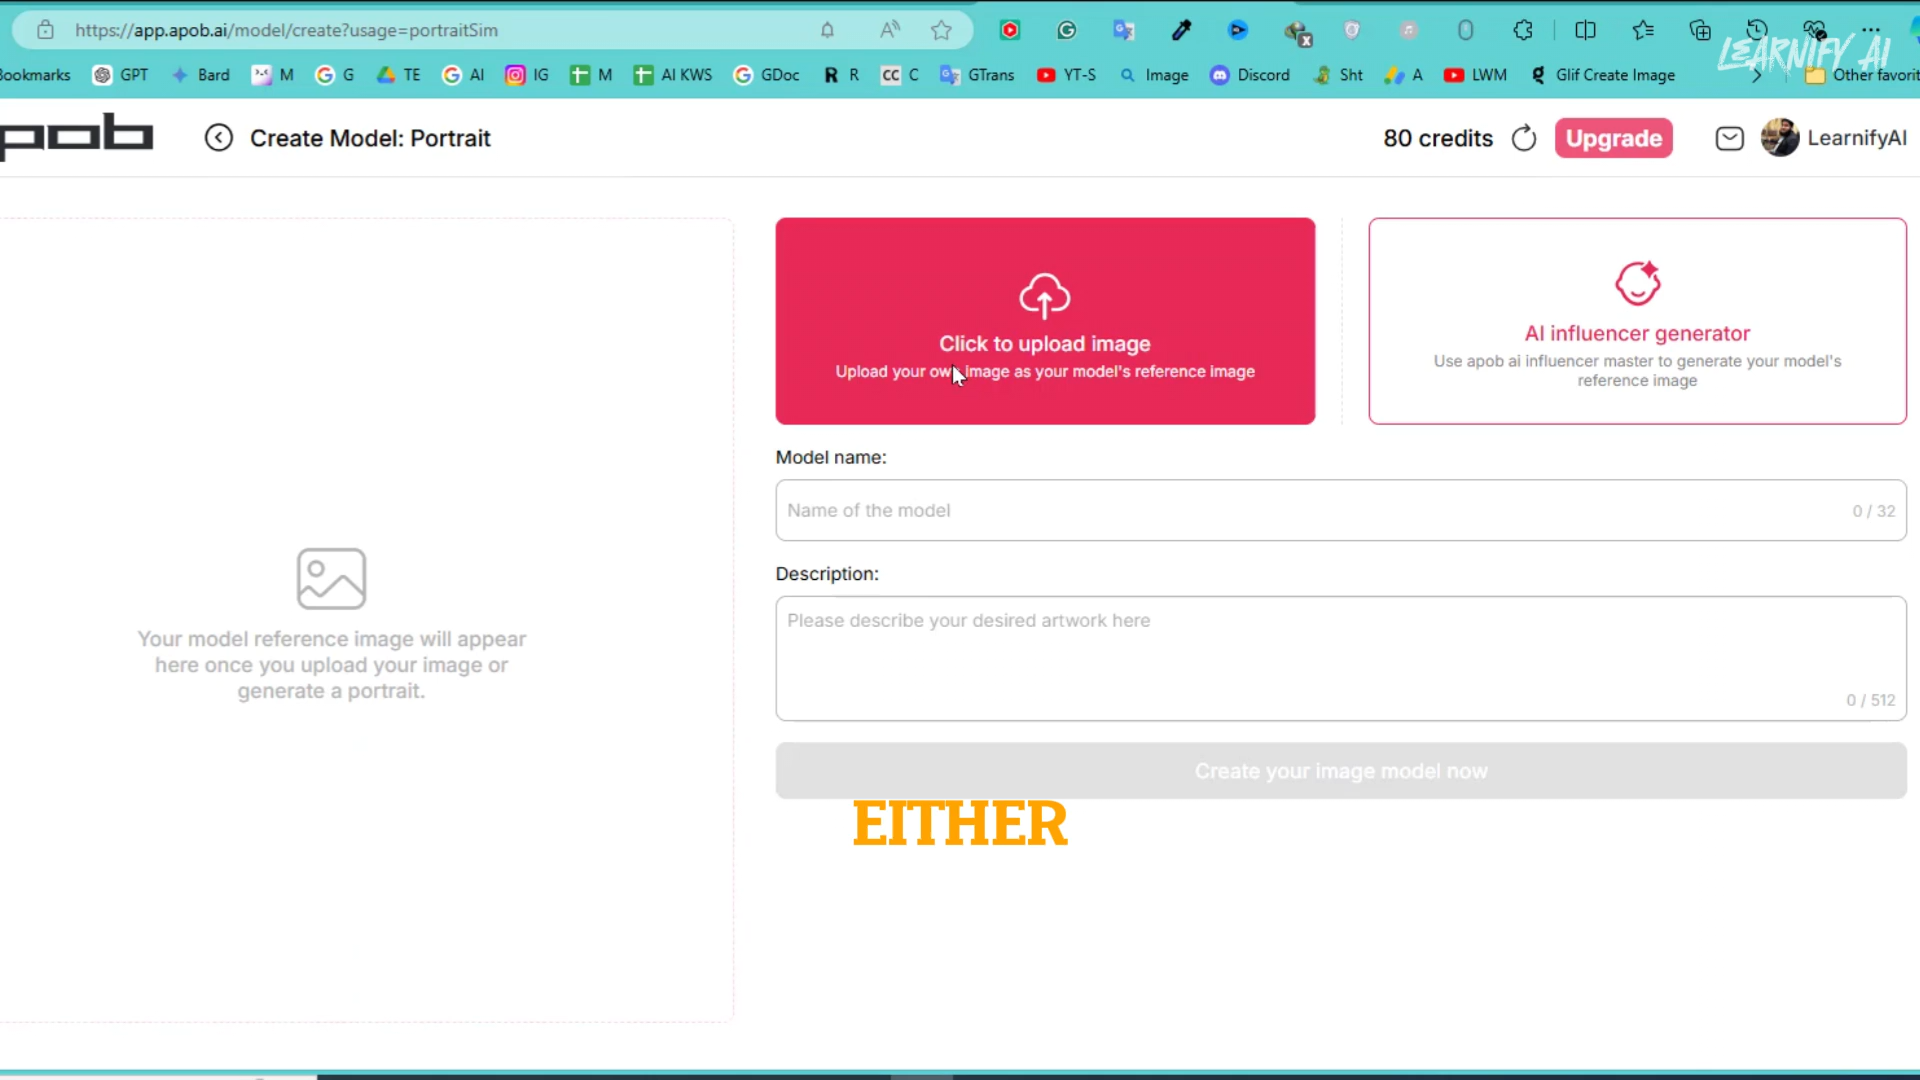 https://app.apob.ai/model/create?usage=portraitSim
LEARNIFY AI
Bookmarks GPT Bard M G TE AI IG M AI KWS GDoc R R CC C GTrans YT-S Image Discord Sht A LWM Glif Create Image Other favorit
pob Create Model: Portrait 80 credits Upgrade LearnifyAI
Click to upload image
Upload your own image as your model's reference image
AI influencer generator
Use apob ai influencer master to generate your model's
reference image
Model name:
Name of the model 0 / 32
Description:
Please describe your desired artwork here
0 / 512
Your model reference image will appear
here once you upload your image or
generate a portrait.
Create your image model now
EITHER